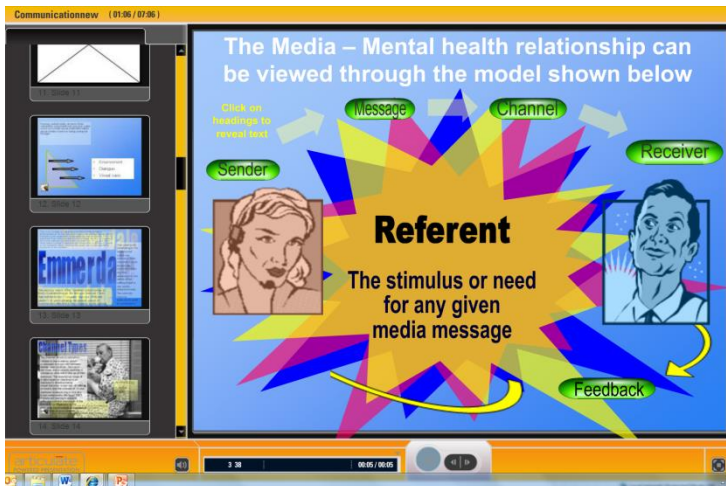 Communicationnew (01:06 / 07:06)
11. Slide 11
12. Slide 12
Emmerda
13. Slide 13
Channel Types
14. Slide 14
The Media – Mental health relationship can
be viewed through the model shown below
Click on
headings to
reveal text
Message
Channel
Sender
Receiver
Referent
The stimulus or need
for any given
media message
Feedback
articulate
3 38
00:05 / 00:05